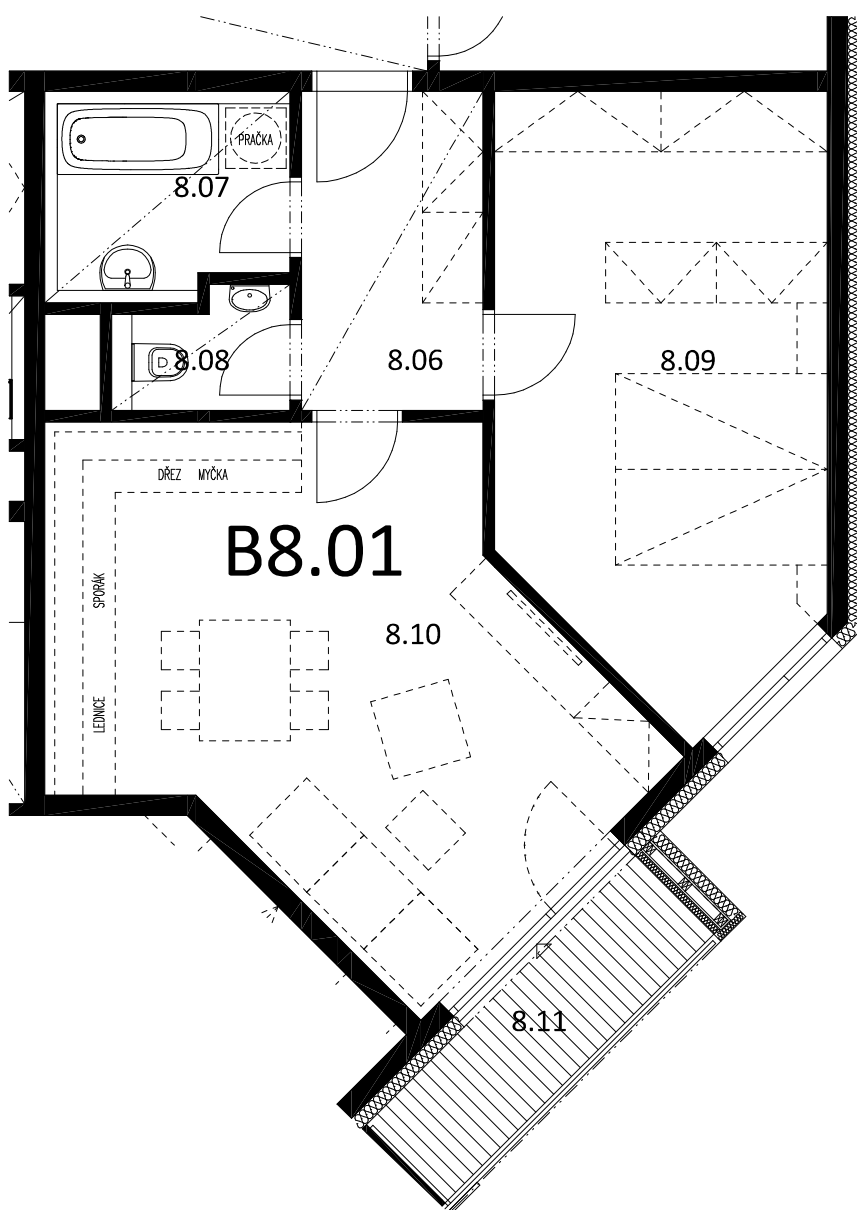 PRAČKA
8.07
8.08
8.06
8.09
DŘEZ MYČKA
B8.01
SPORÁK
8.10
LEDNICE
8.11